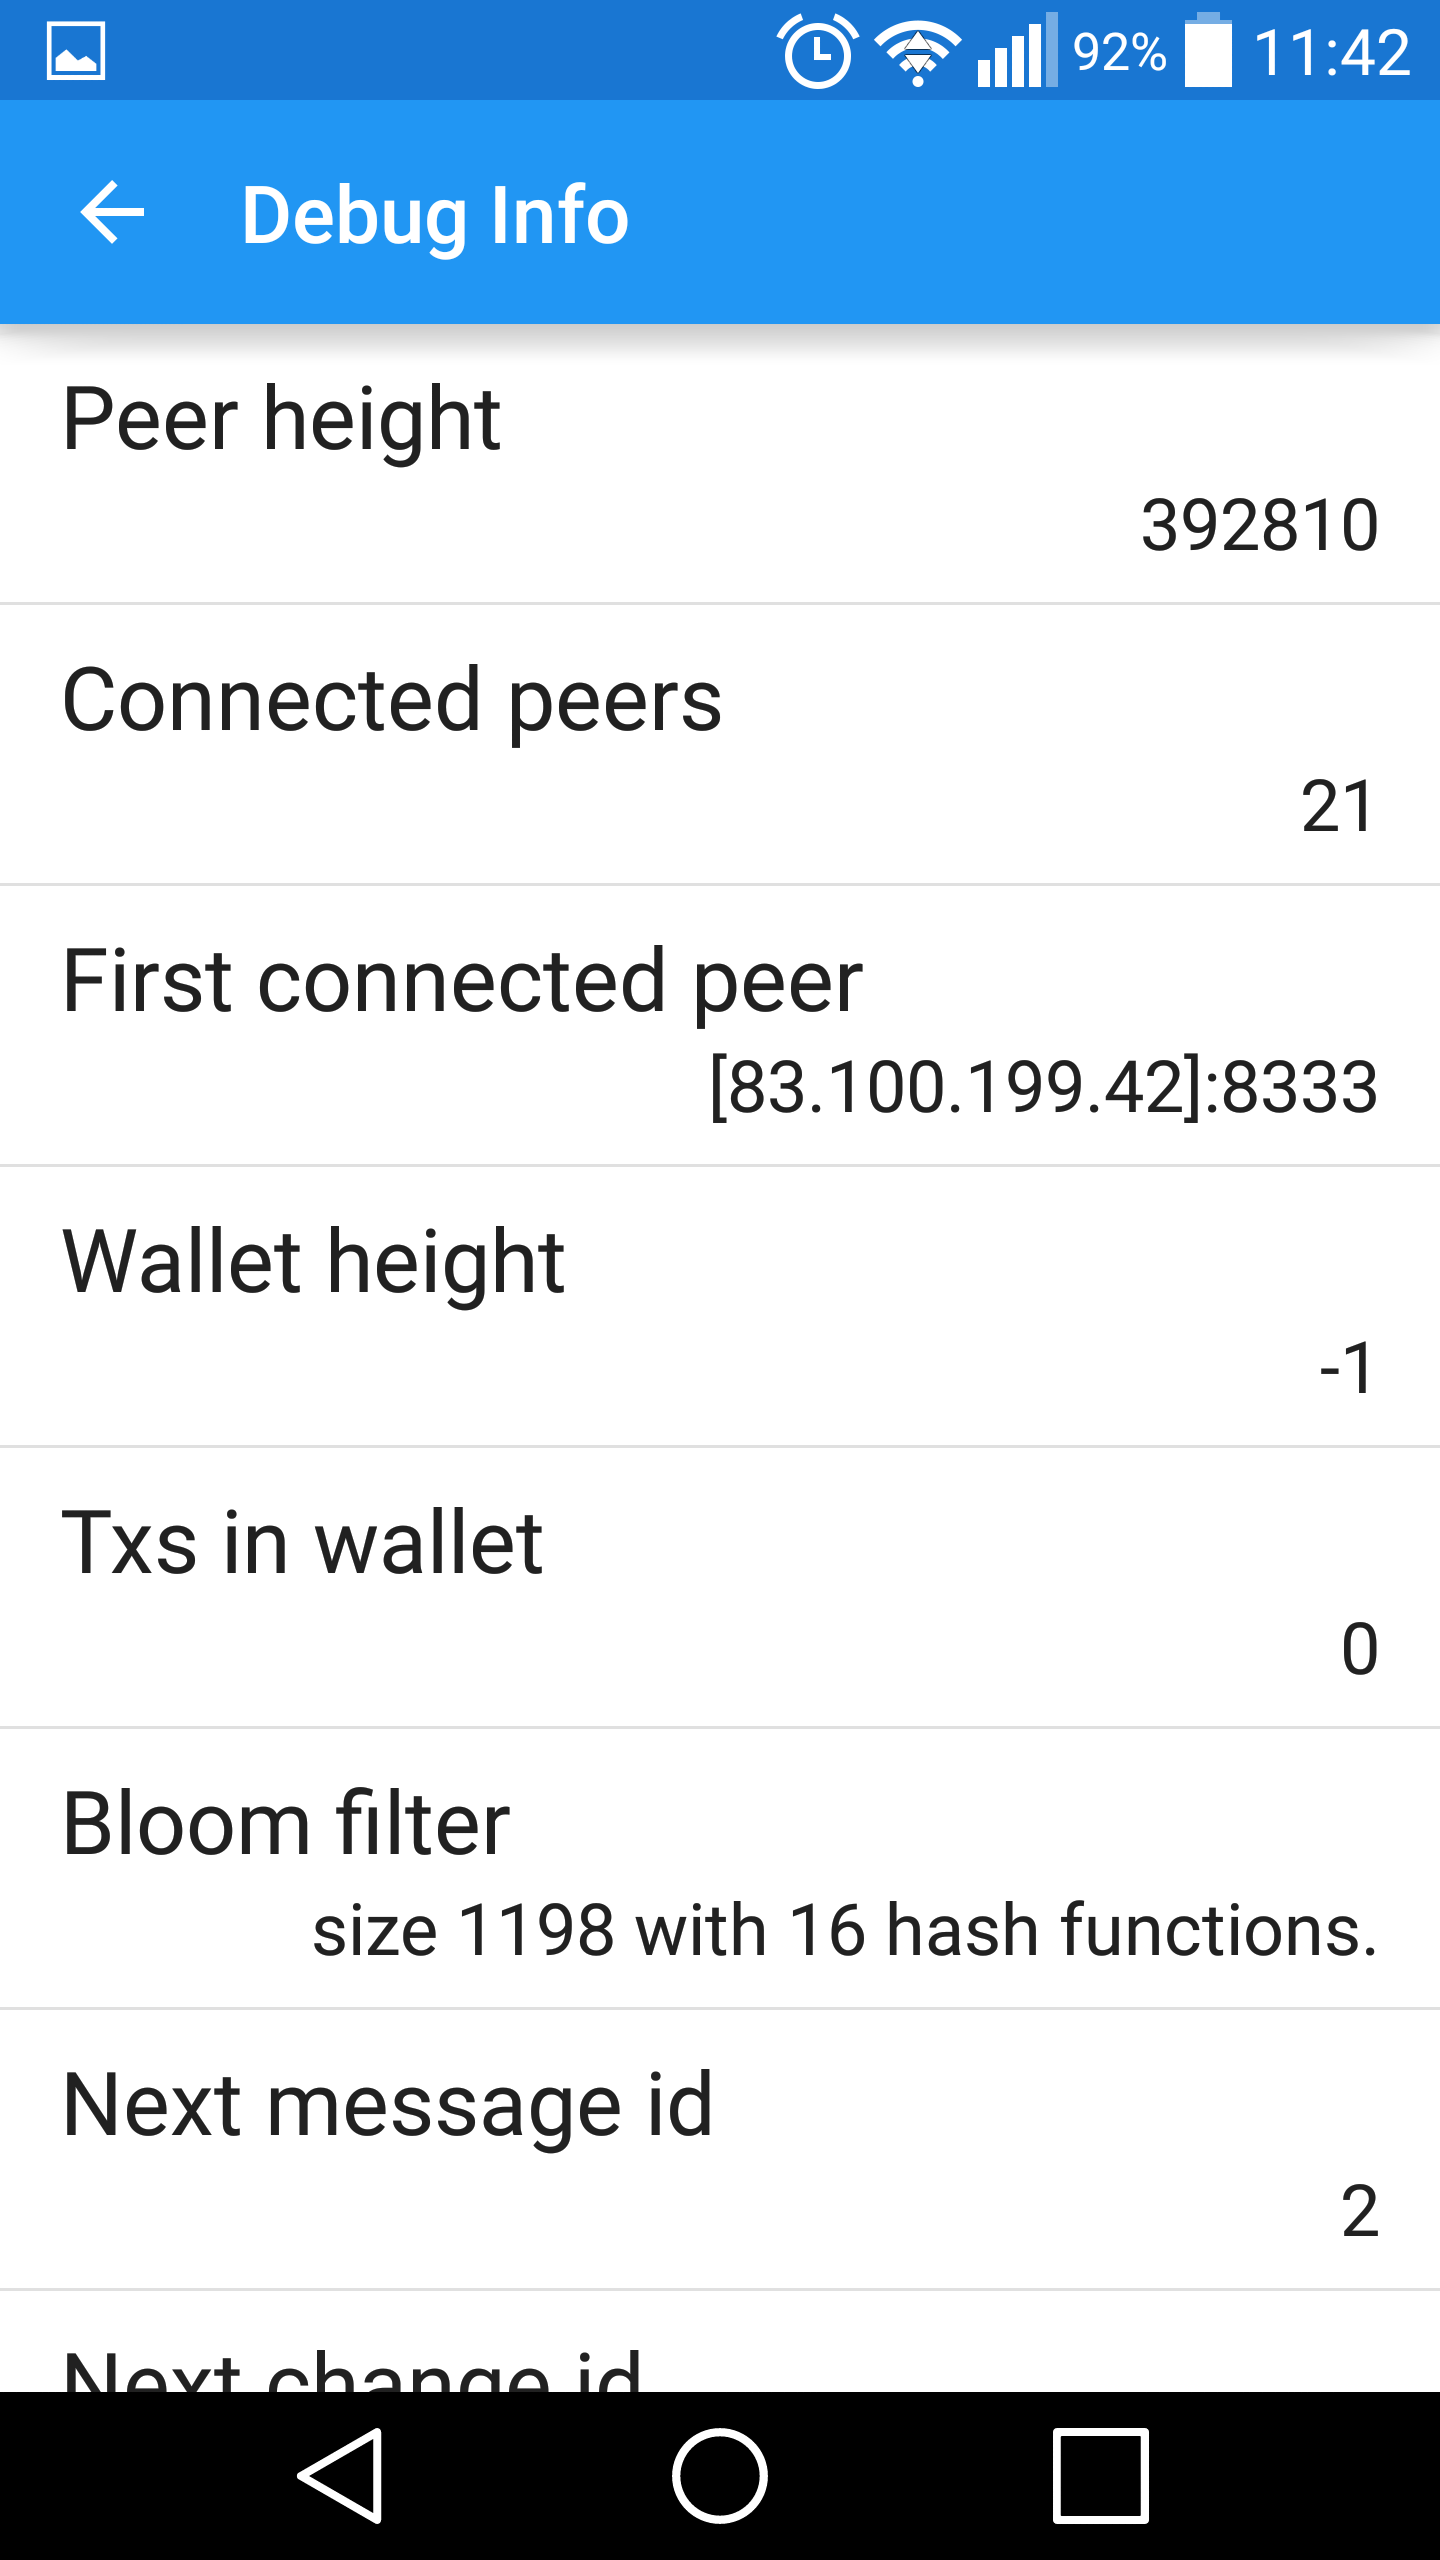 92% 11:42
Debug Info
Peer height
392810
Connected peers
21
First connected peer
[83.100.199.42]:8333
Wallet height
-1
Txs in wallet
0
Bloom filter
size 1198 with 16 hash functions.
Next message id
2
Next change id